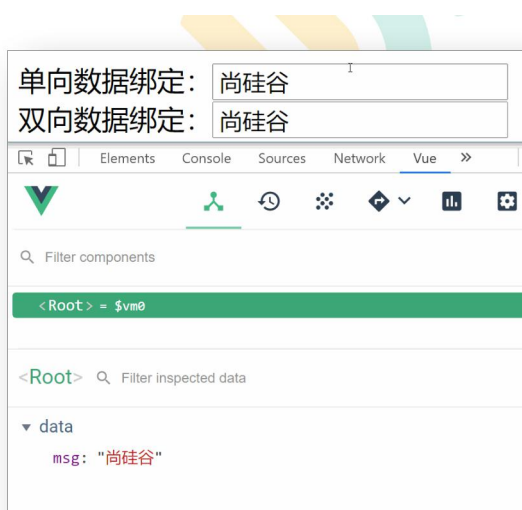 单向数据绑定： 尚硅谷
双向数据绑定： 尚硅谷
Elements Console Sources Network Vue »
Filter components
<Root> = $vm0
<Root> Filter inspected data
data
msg: "尚硅谷"